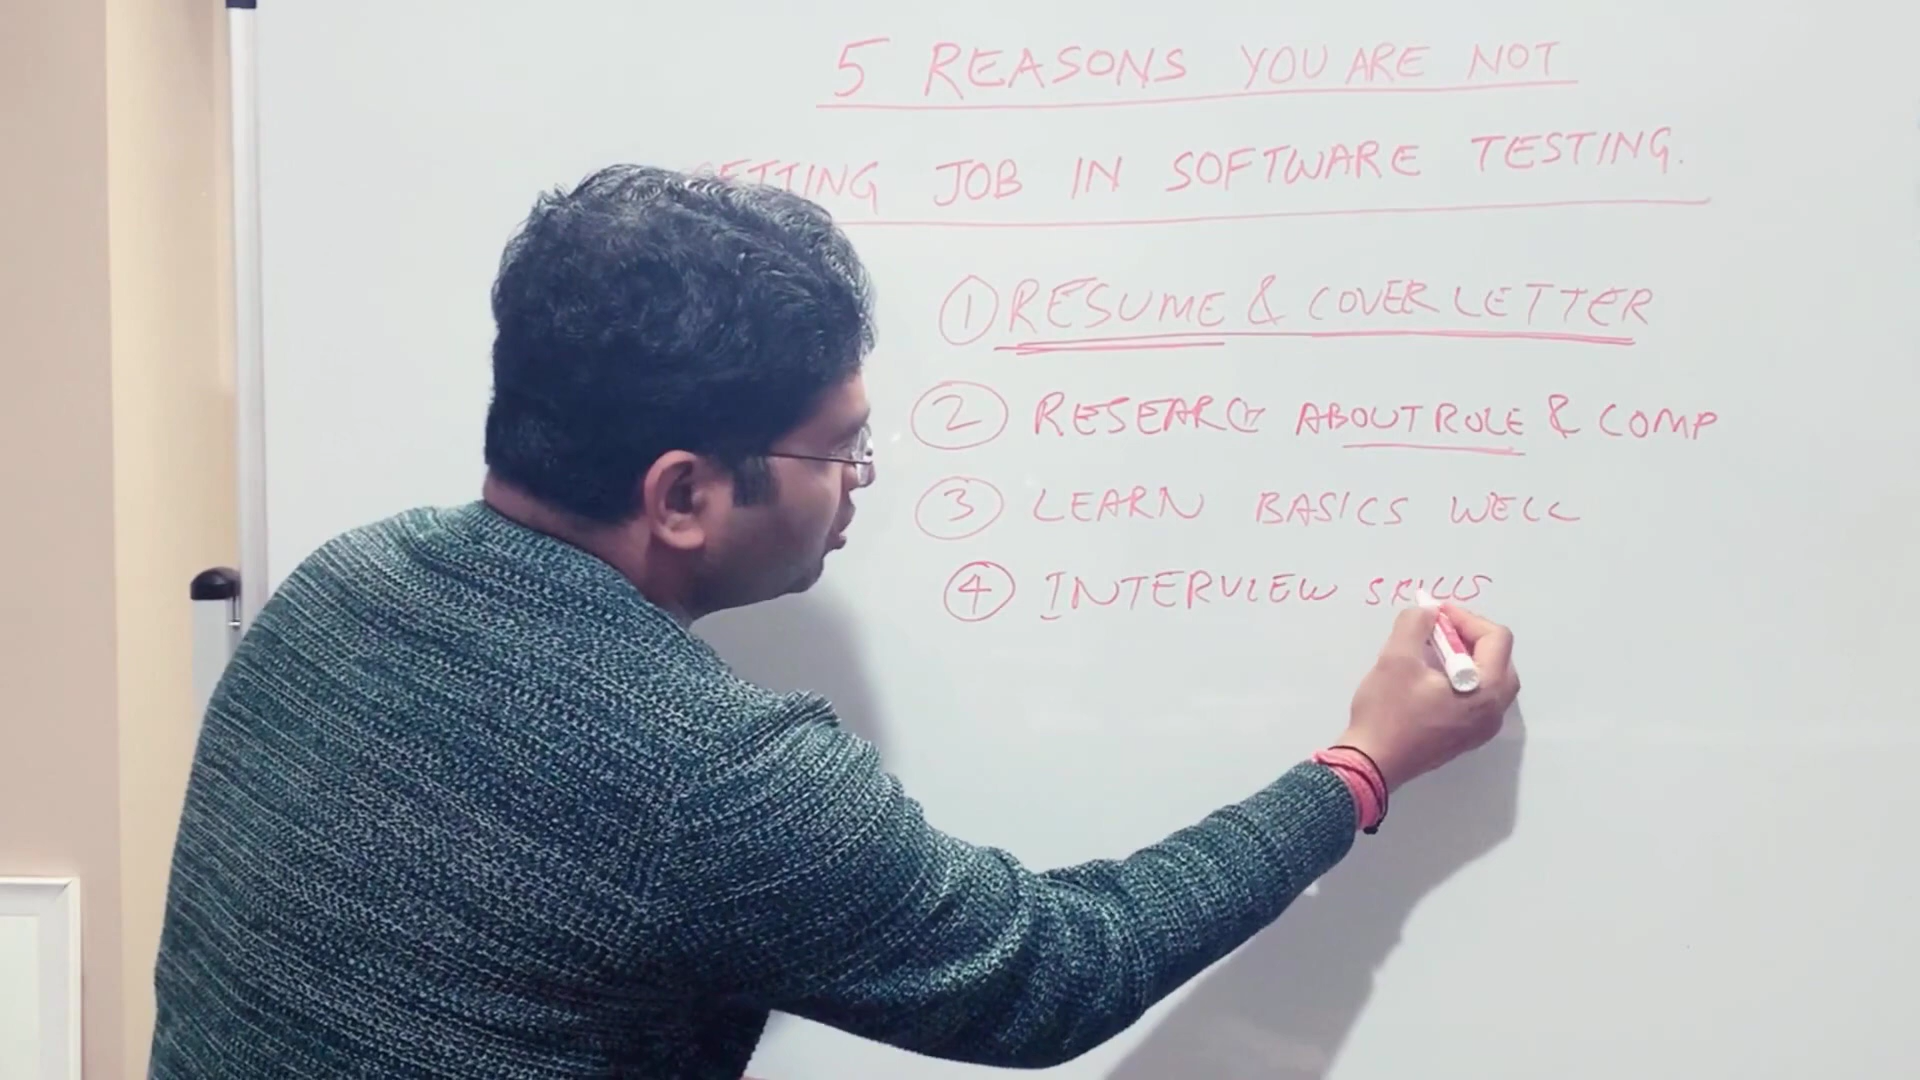 5 REASONS YOU ARE NOT
GETTING JOB IN SOFTWARE TESTING.
1 RESUME & COVER LETTER
2 RESEARCH ABOUT ROLE & COMP
3 LEARN BASICS WELL
4 INTERVIEW SKILLS